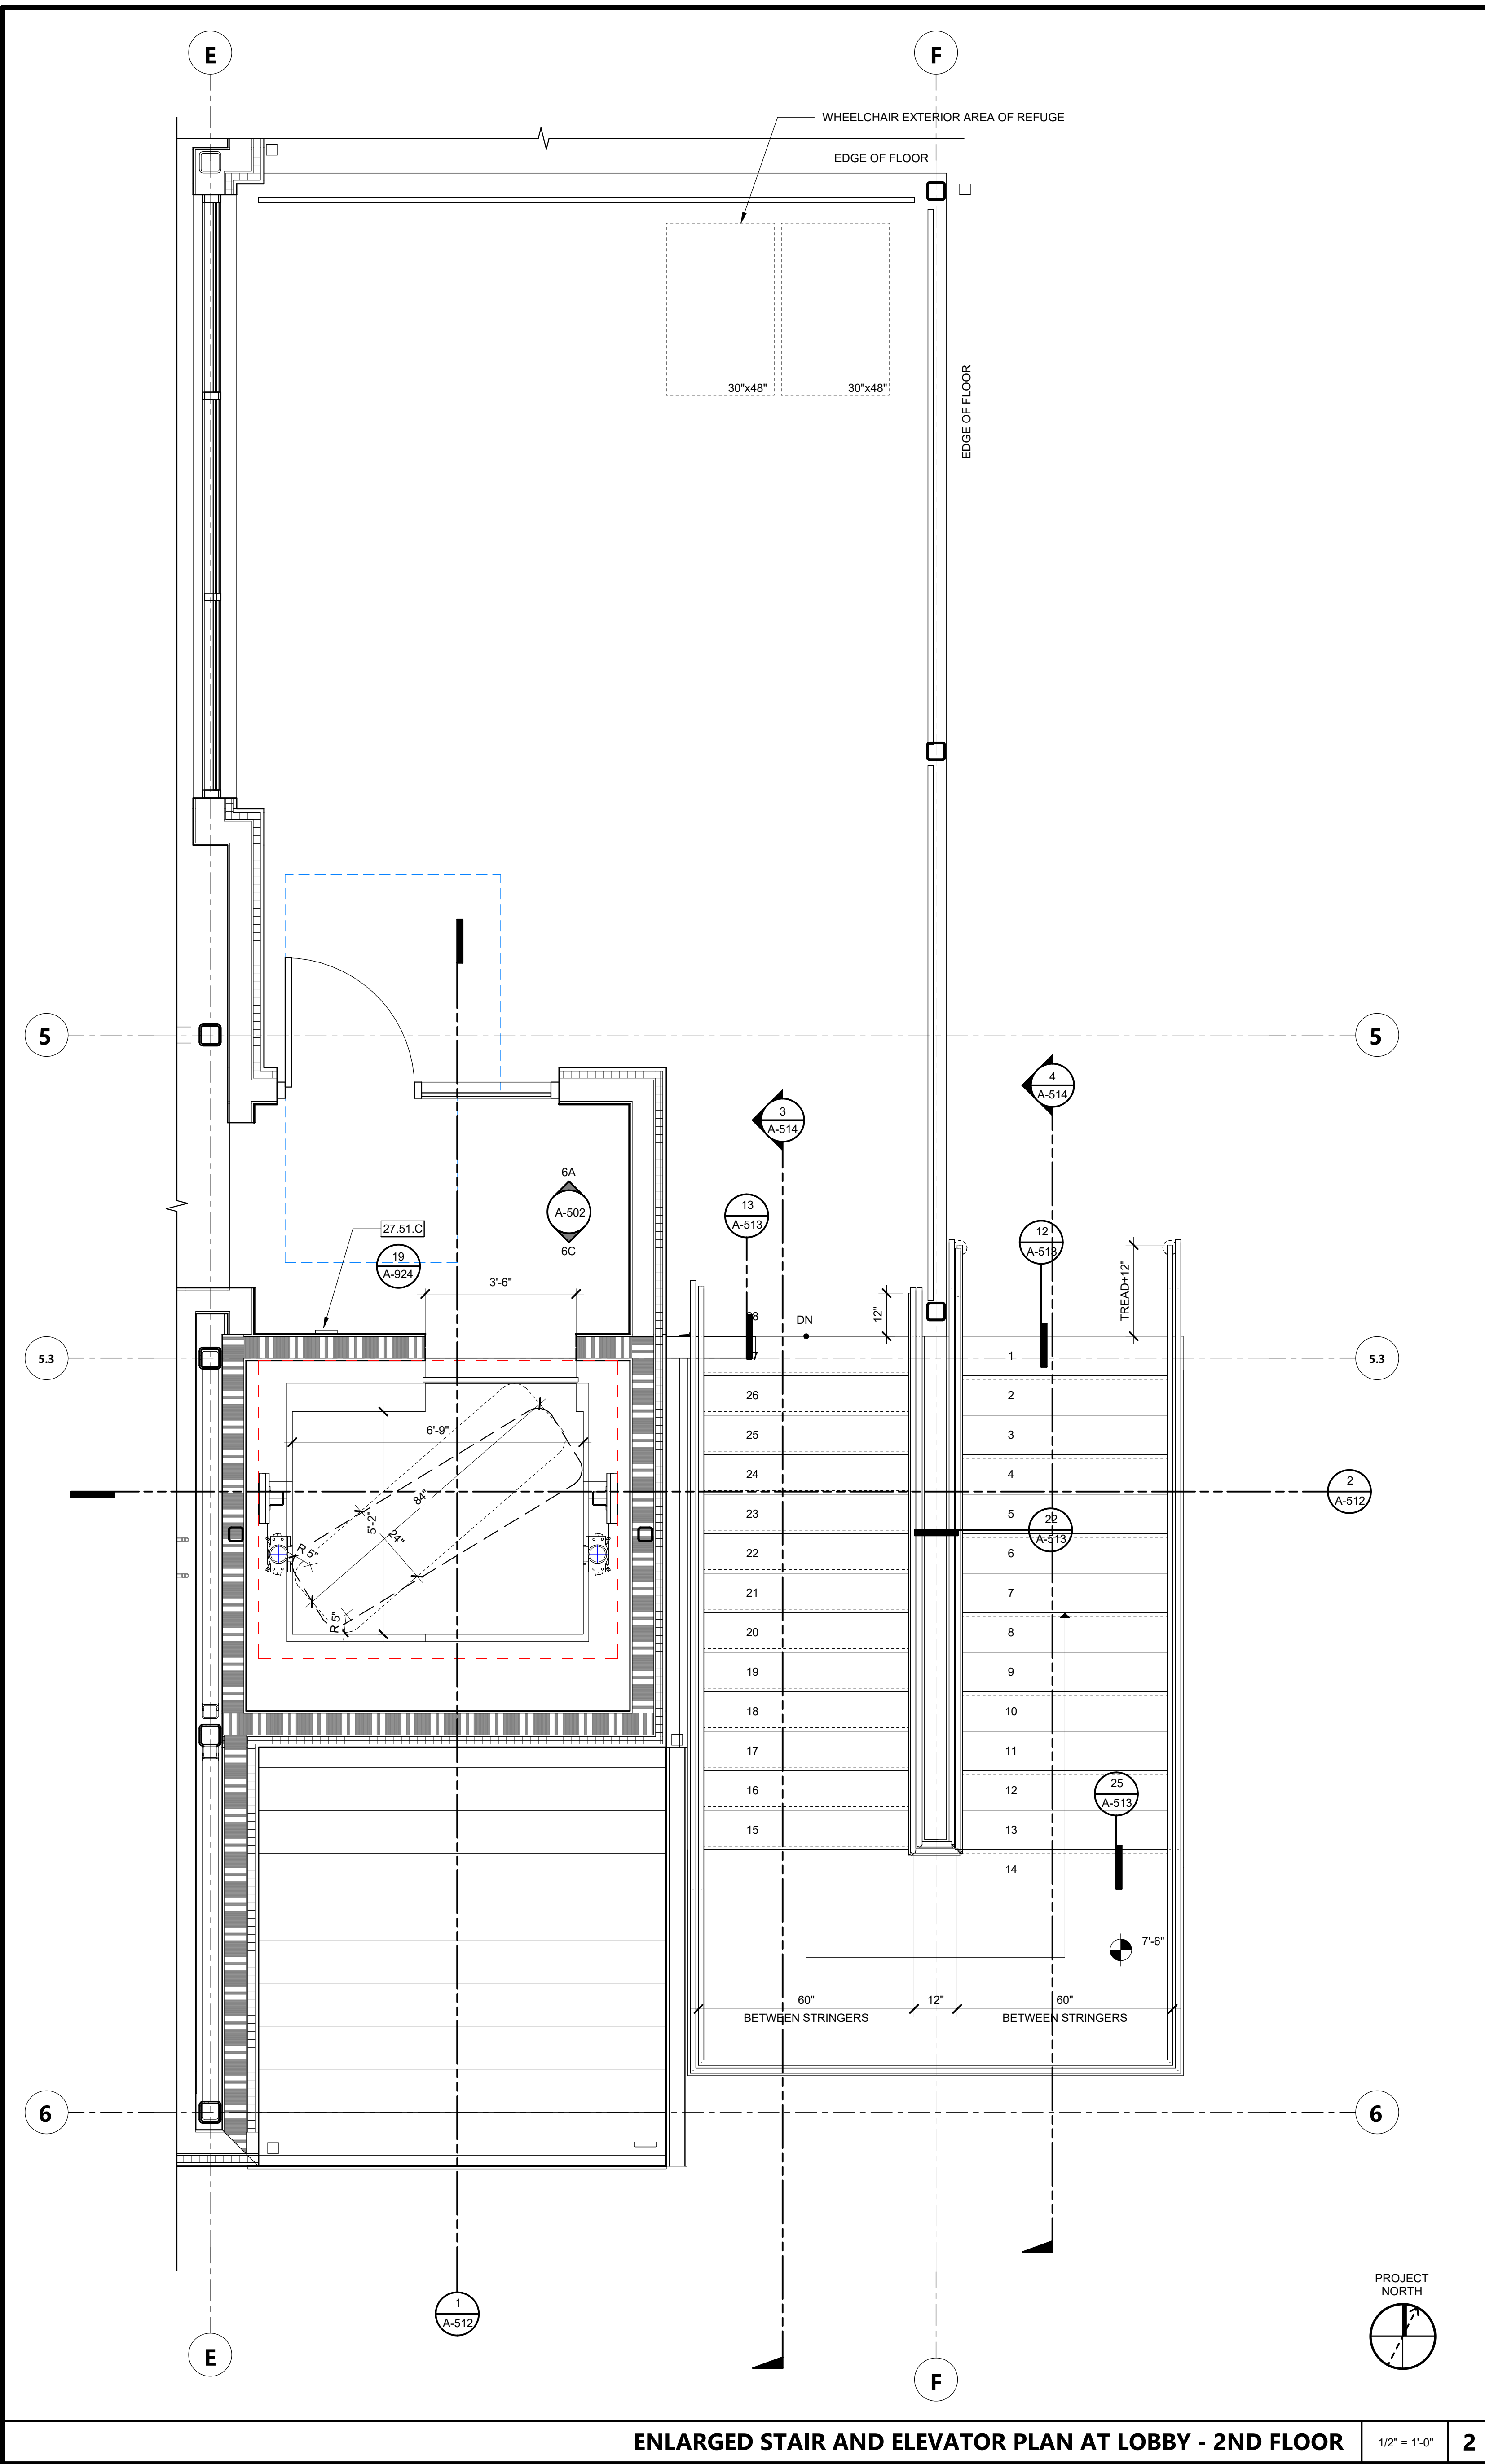 E
F
WHEELCHAIR EXTERIOR AREA OF REFUGE
EDGE OF FLOOR
30"x48"
30"x48"
EDGE OF FLOOR
5
5
4
A-514
3
A-514
6A
A-502
6C
13
A-513
27.51.C
19
A-924
12
A-513
3'-6"
TREAD+12"
12"
28
DN
5.3
27
1
5.3
26
2
6'-9"
25
3
24
4
84"
2
A-512
5'-2"
24"
23
5
22
A-513
R 5"
22
6
21
7
R 5"
20
8
19
9
18
10
17
11
16
12
25
A-513
15
13
14
7'-6"
60"
12"
60"
BETWEEN STRINGERS
BETWEEN STRINGERS
6
6
PROJECT
NORTH
1
A-512
E
F
ENLARGED STAIR AND ELEVATOR PLAN AT LOBBY - 2ND FLOOR
1/2" = 1'-0"
2